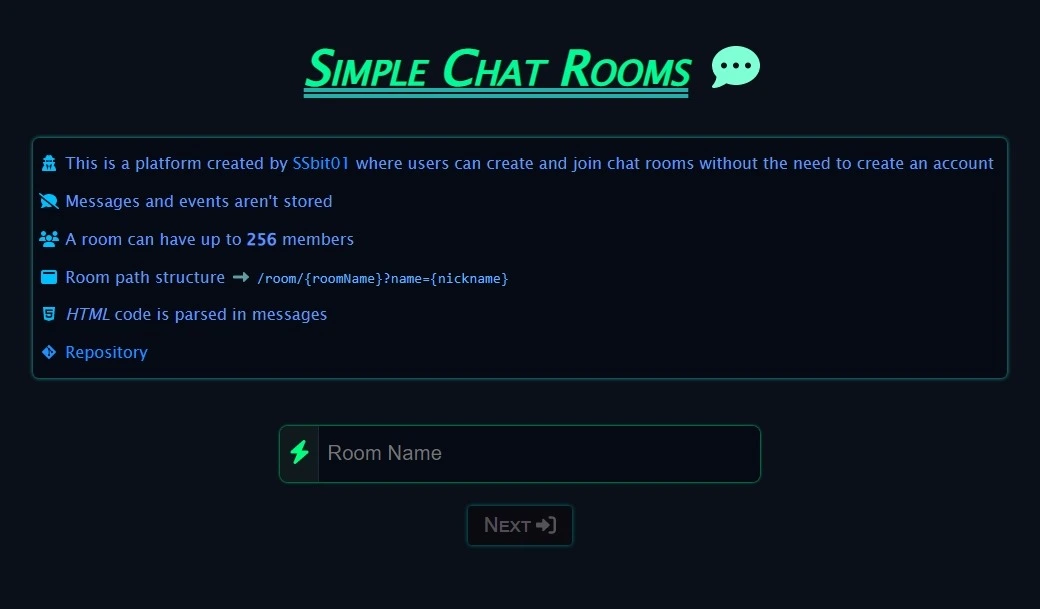 Simple Chat Rooms
This is a platform created by SSbit01 where users can create and join chat rooms without the need to create an account
Messages and events aren't stored
A room can have up to 256 members
Room path structure → /room/{roomName}?name={nickname}
HTML code is parsed in messages
Repository
Room Name
Next